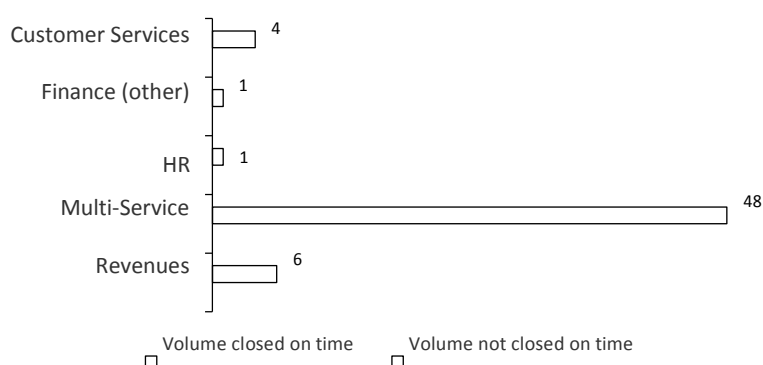 Customer Services 4
Finance (other) 1
HR 1
Multi-Service 48
Revenues 6
Volume closed on time Volume not closed on time